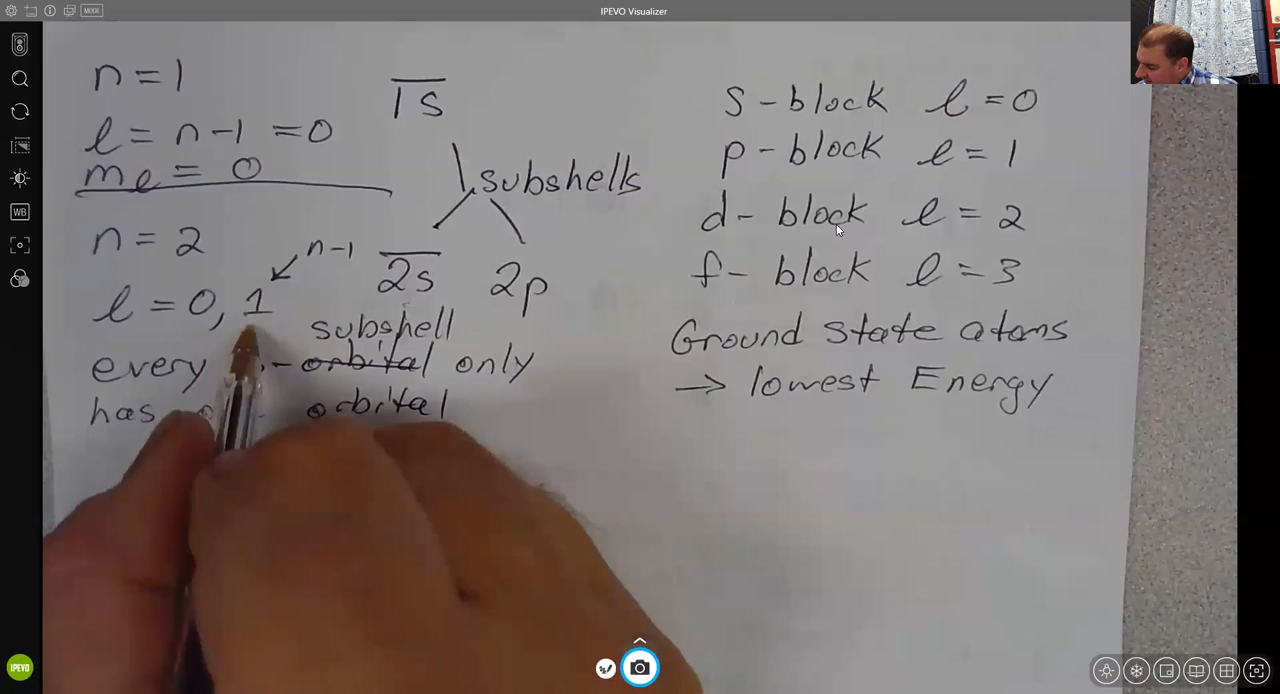 IPEVO Visualizer
MODE
WB
IPEVO
n = 1
l = n - 1 = 0
ml = 0
1s
subshells
n = 2
n-1
l = 0, 1
2s 2p
subshell
every - orbital only
has orbital
s - block l = 0
p - block l = 1
d - block l = 2
f - block l = 3
Ground state atoms
→ lowest Energy